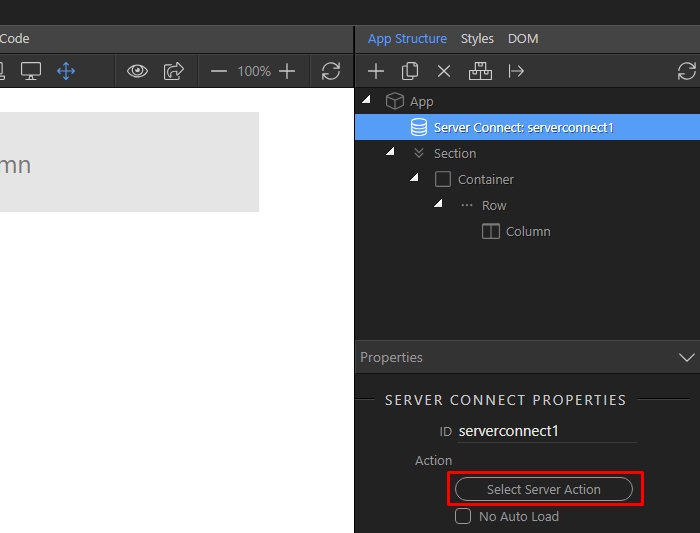 Code
App Structure Styles DOM
100%
App
Server Connect: serverconnect1
Section
Container
Row
Column
mn
Properties
SERVER CONNECT PROPERTIES
ID serverconnect1
Action
Select Server Action
No Auto Load